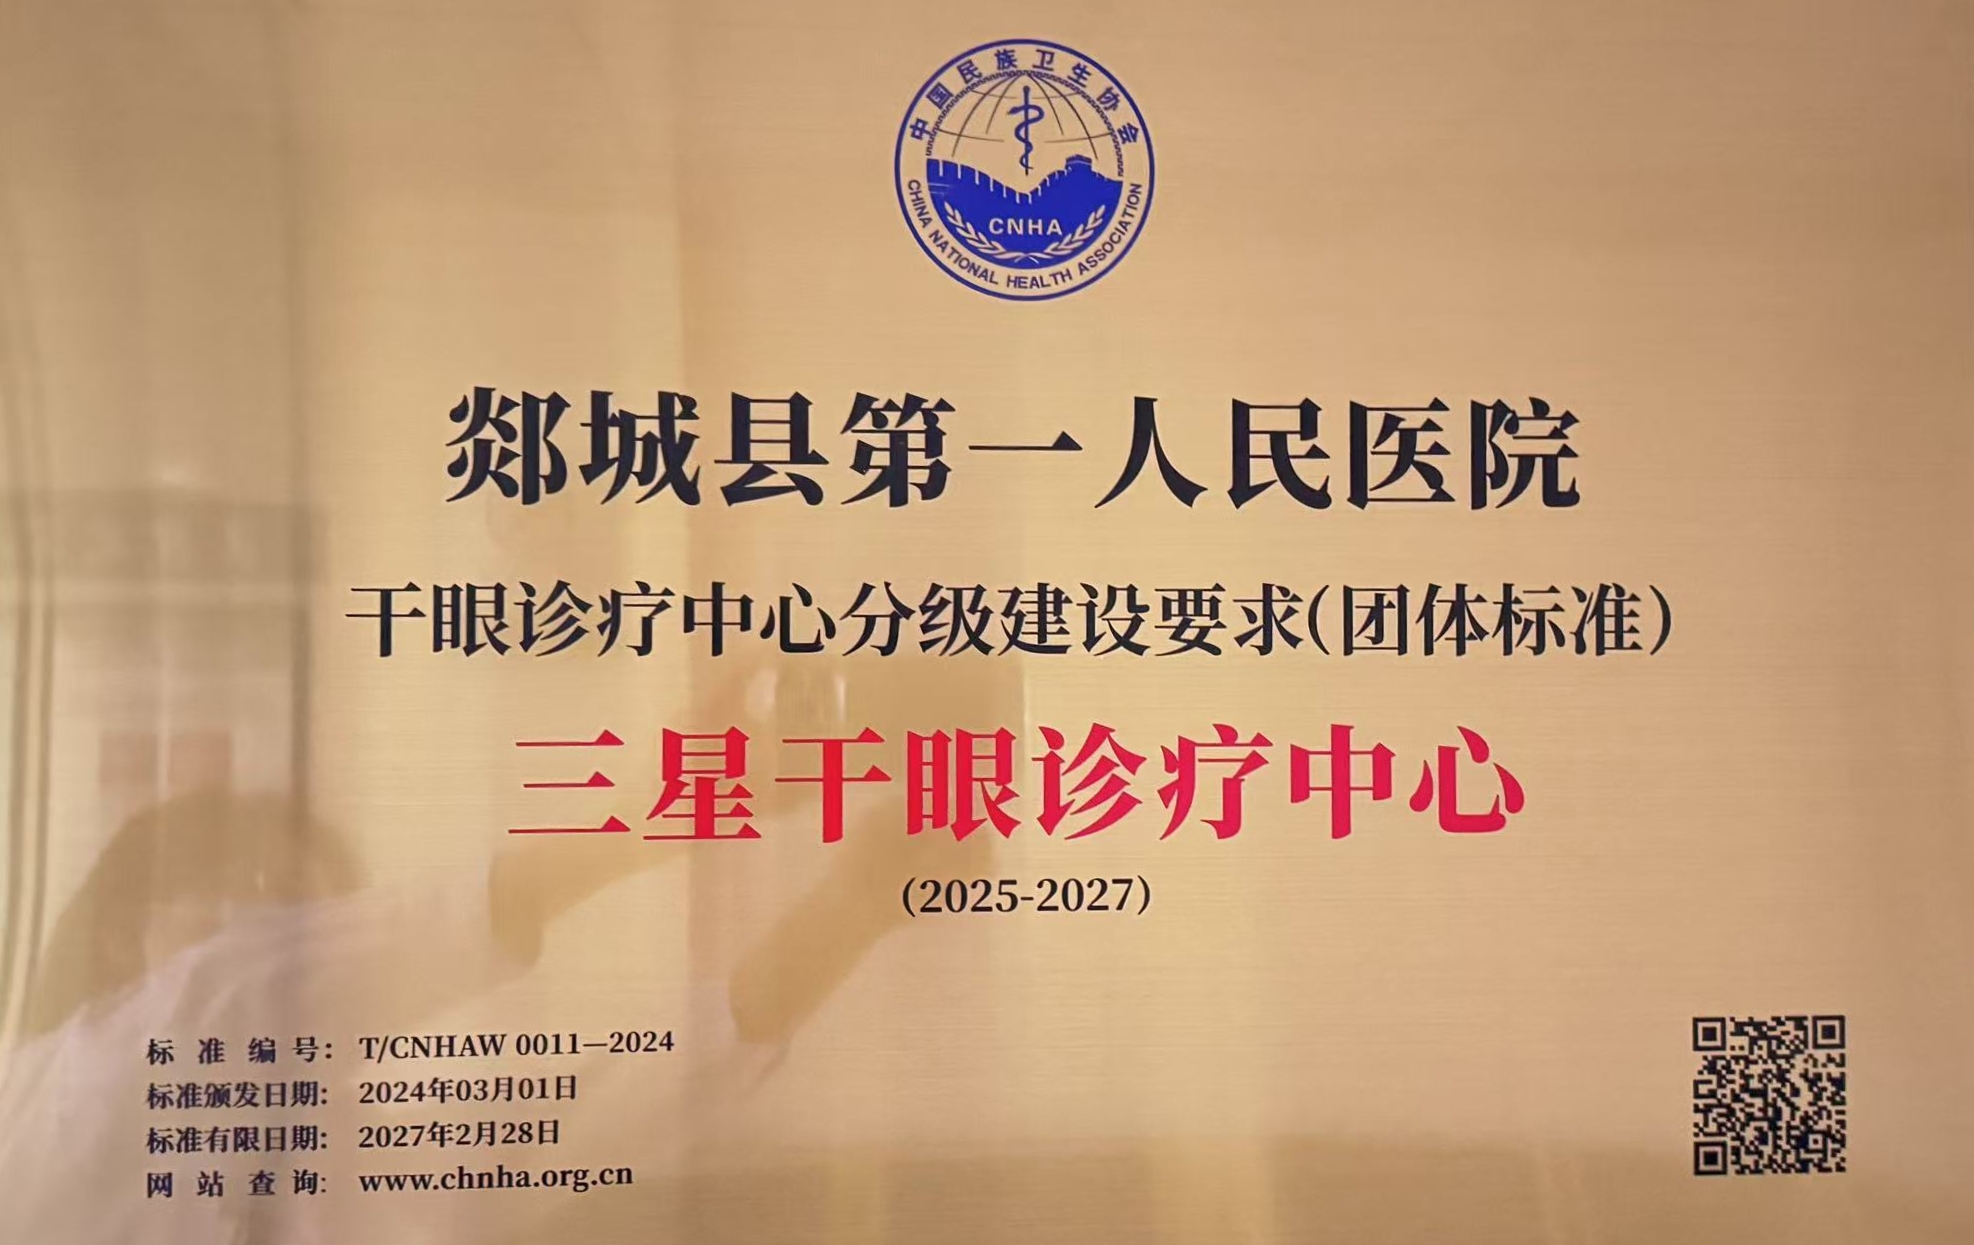 中国民族卫生协会
CNHA
CHINA NATIONAL HEALTH ASSOCIATION
郯城县第一人民医院
干眼诊疗中心分级建设要求(团体标准)
三星干眼诊疗中心
(2025-2027)
标准编号: T/CNHAW 0011—2024
标准颁发日期: 2024年03月01日
标准有限日期: 2027年2月28日
网站查询: www.chnha.org.cn